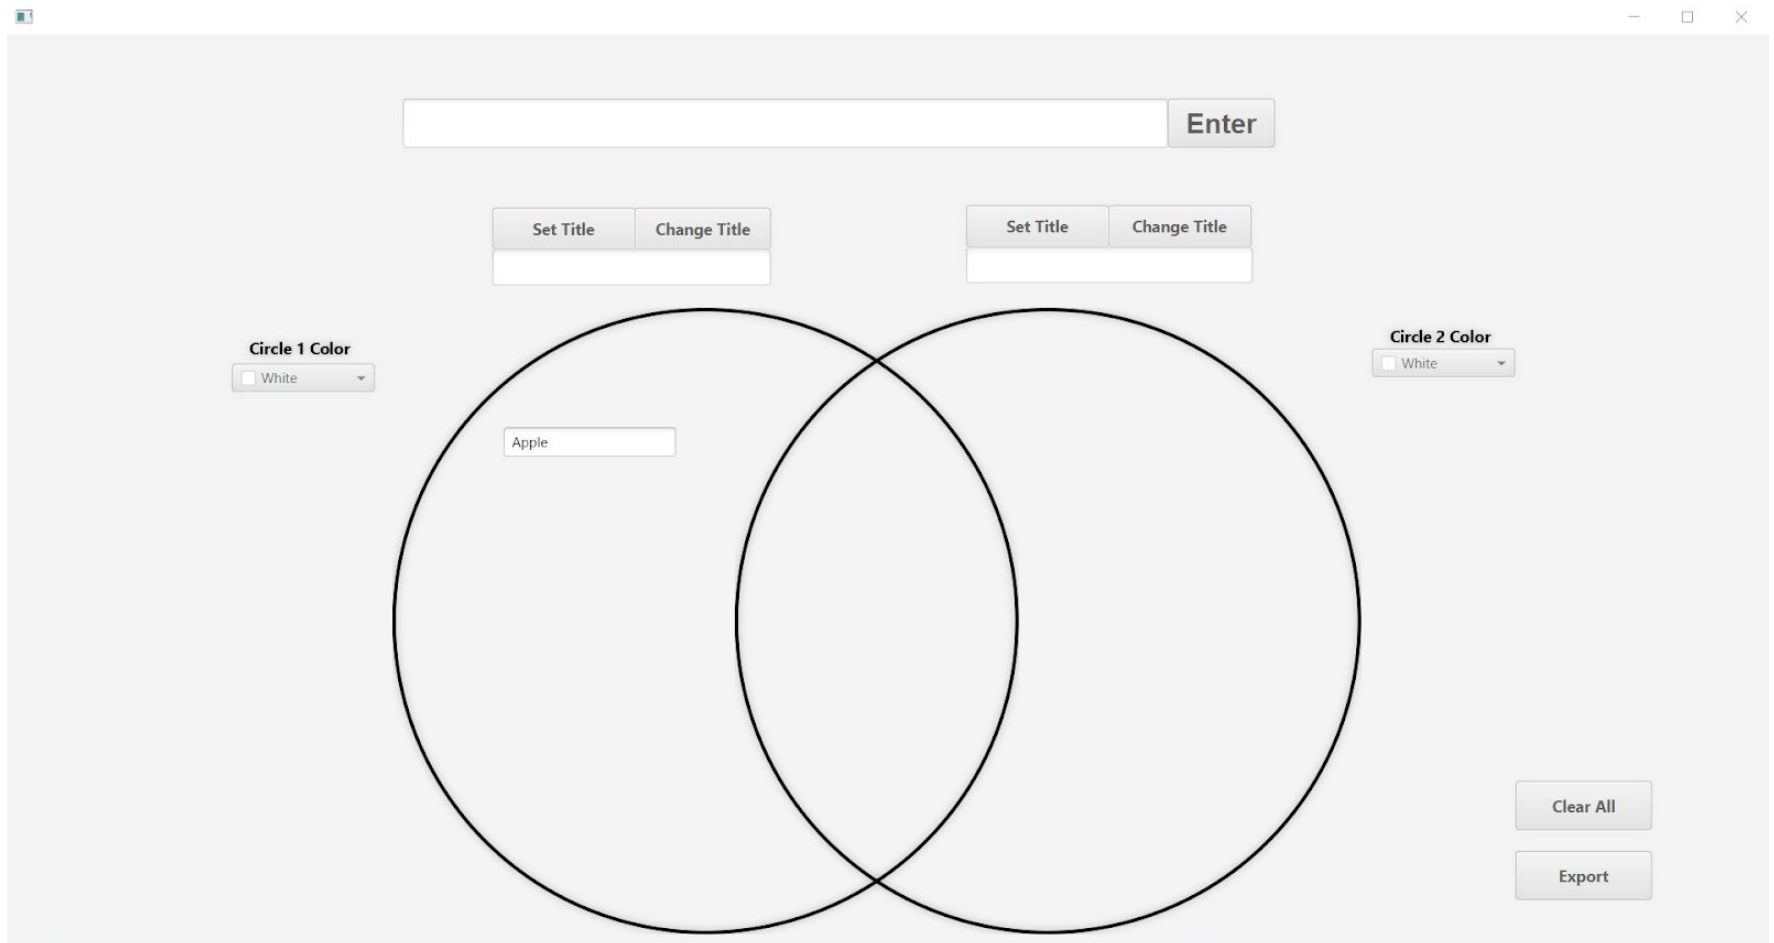 Enter
Set Title Change Title
Set Title Change Title
Circle 1 Color
White
Circle 2 Color
White
Apple
Clear All
Export